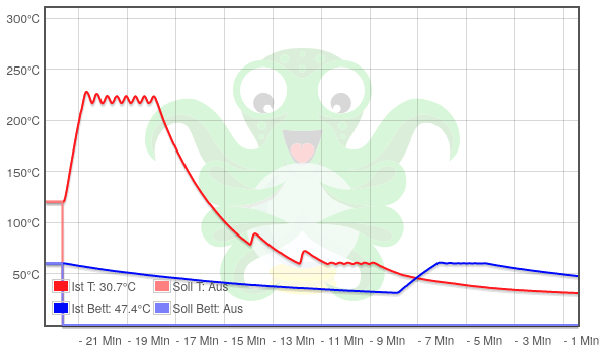 300°C
250°C
200°C
150°C
100°C
50°C
Ist T: 30.7°C Soll T: Aus
Ist Bett: 47.4°C Soll Bett: Aus
- 21 Min - 19 Min - 17 Min - 15 Min - 13 Min - 11 Min - 9 Min - 7 Min - 5 Min - 3 Min - 1 Min